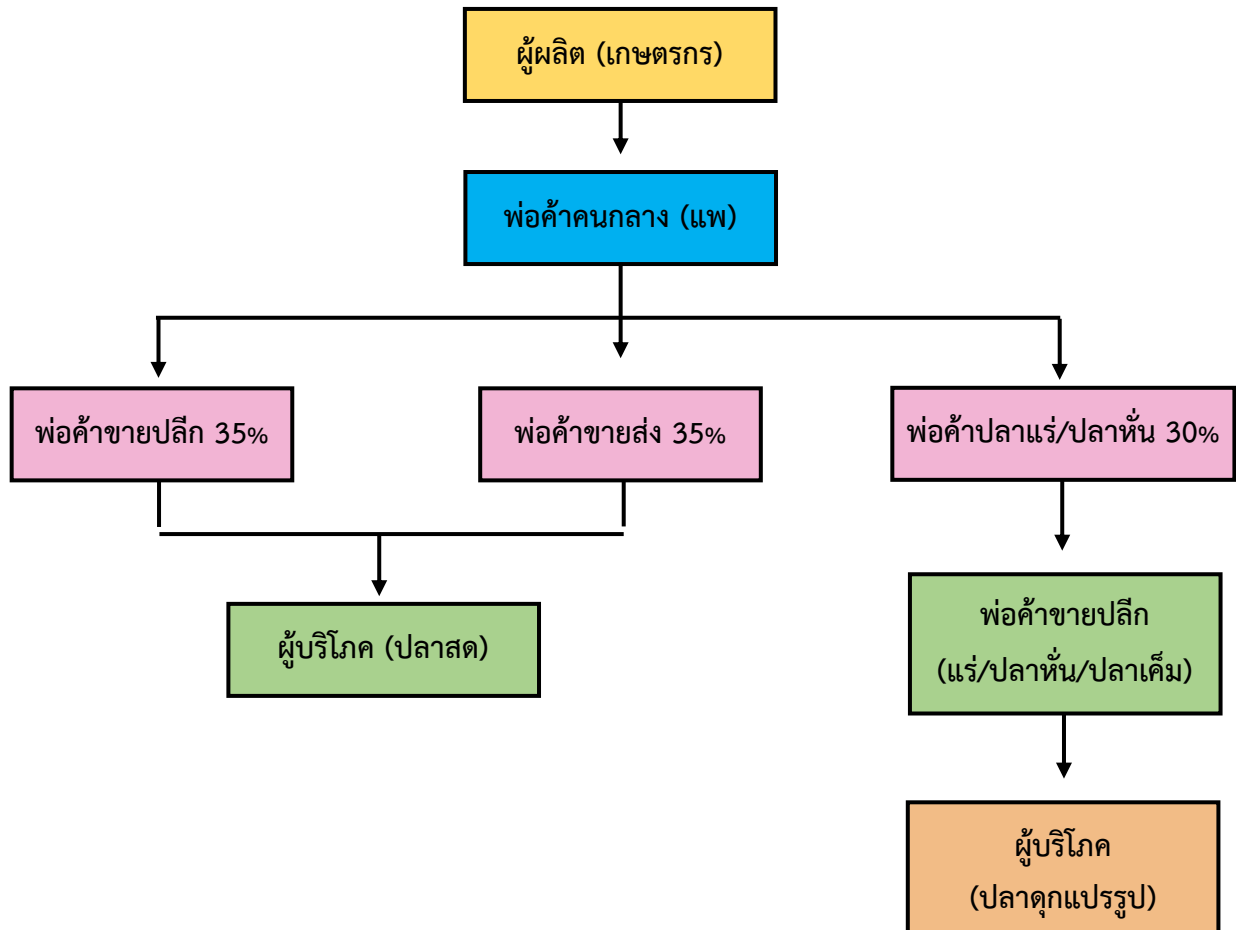 ผู้ผลิต (เกษตรกร)
พ่อค้าคนกลาง (แพ)
พ่อค้าขายปลีก 35%
พ่อค้าขายส่ง 35%
พ่อค้าปลาแร่/ปลาหั่น 30%
ผู้บริโภค (ปลาสด)
พ่อค้าขายปลีก
(แร่/ปลาหั่น/ปลาเค็ม)
ผู้บริโภค
(ปลาดุกแปรรูป)